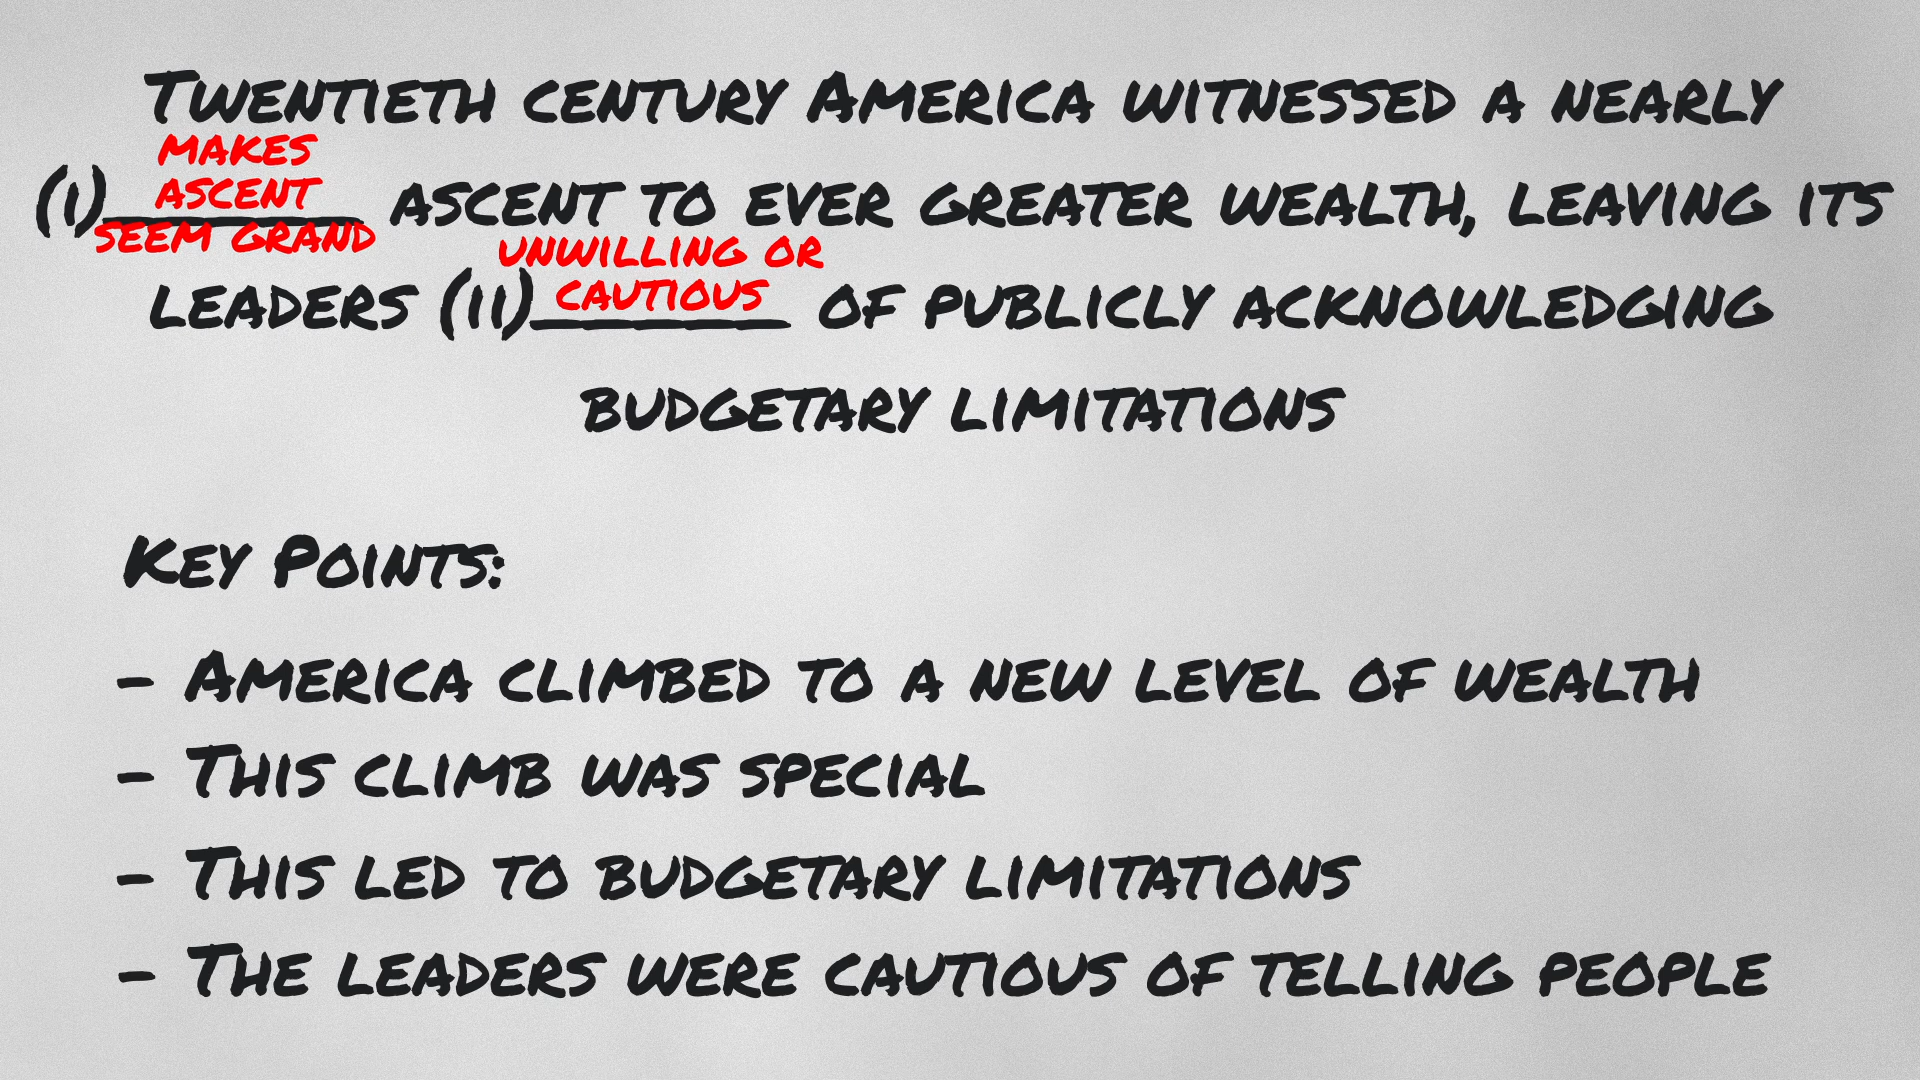 Twentieth century America witnessed a nearly
makes
ascent
seem grand
(i)________ ascent to ever greater wealth, leaving its
unwilling or
cautious
leaders (ii)________ of publicly acknowledging
budgetary limitations
Key Points:
- America climbed to a new level of wealth
- This climb was special
- This led to budgetary limitations
- The leaders were cautious of telling people